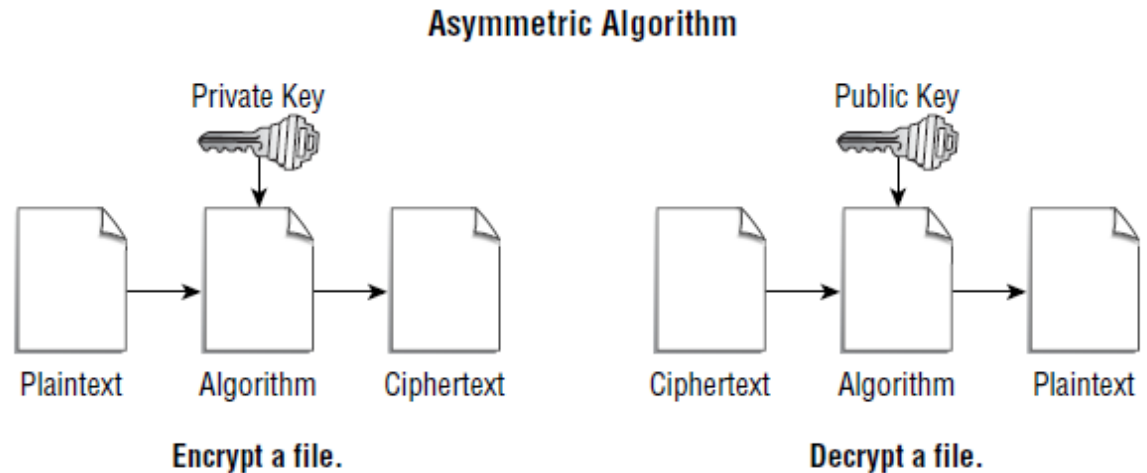 Asymmetric Algorithm
Private Key
Public Key
Plaintext Algorithm Ciphertext
Ciphertext Algorithm Plaintext
Encrypt a file.
Decrypt a file.